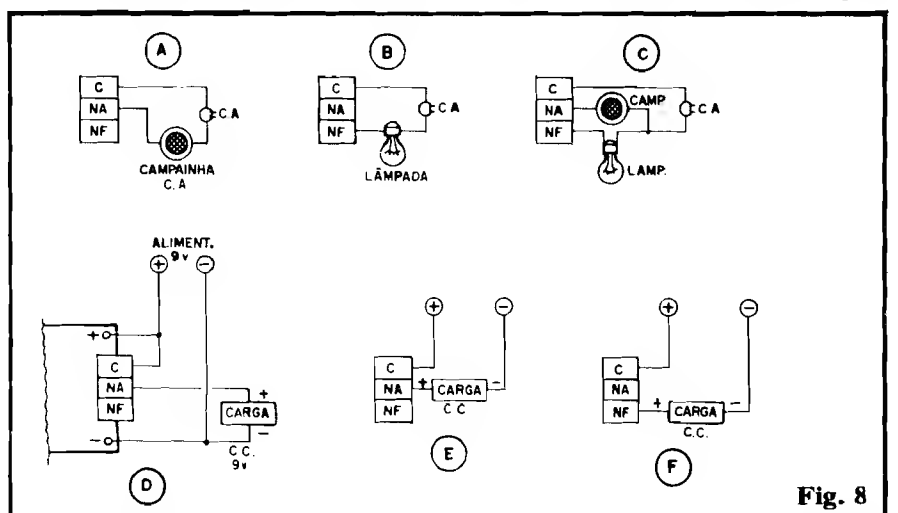 A
C
NA
NF
C A
CAMPAINHA
C. A
B
C
NA
NF
C A
LÂMPADA
C
C
NA
NF
CAMP.
C A
LAMP.
ALIMENT.
9 v
+
−
+
C
NA
NF
−
+
CARGA
−
C C.
9 v
D
+
−
C
NA
NF
+
CARGA
−
C C
E
+
−
C
NA
NF
+
CARGA
−
C.C.
F
Fig. 8